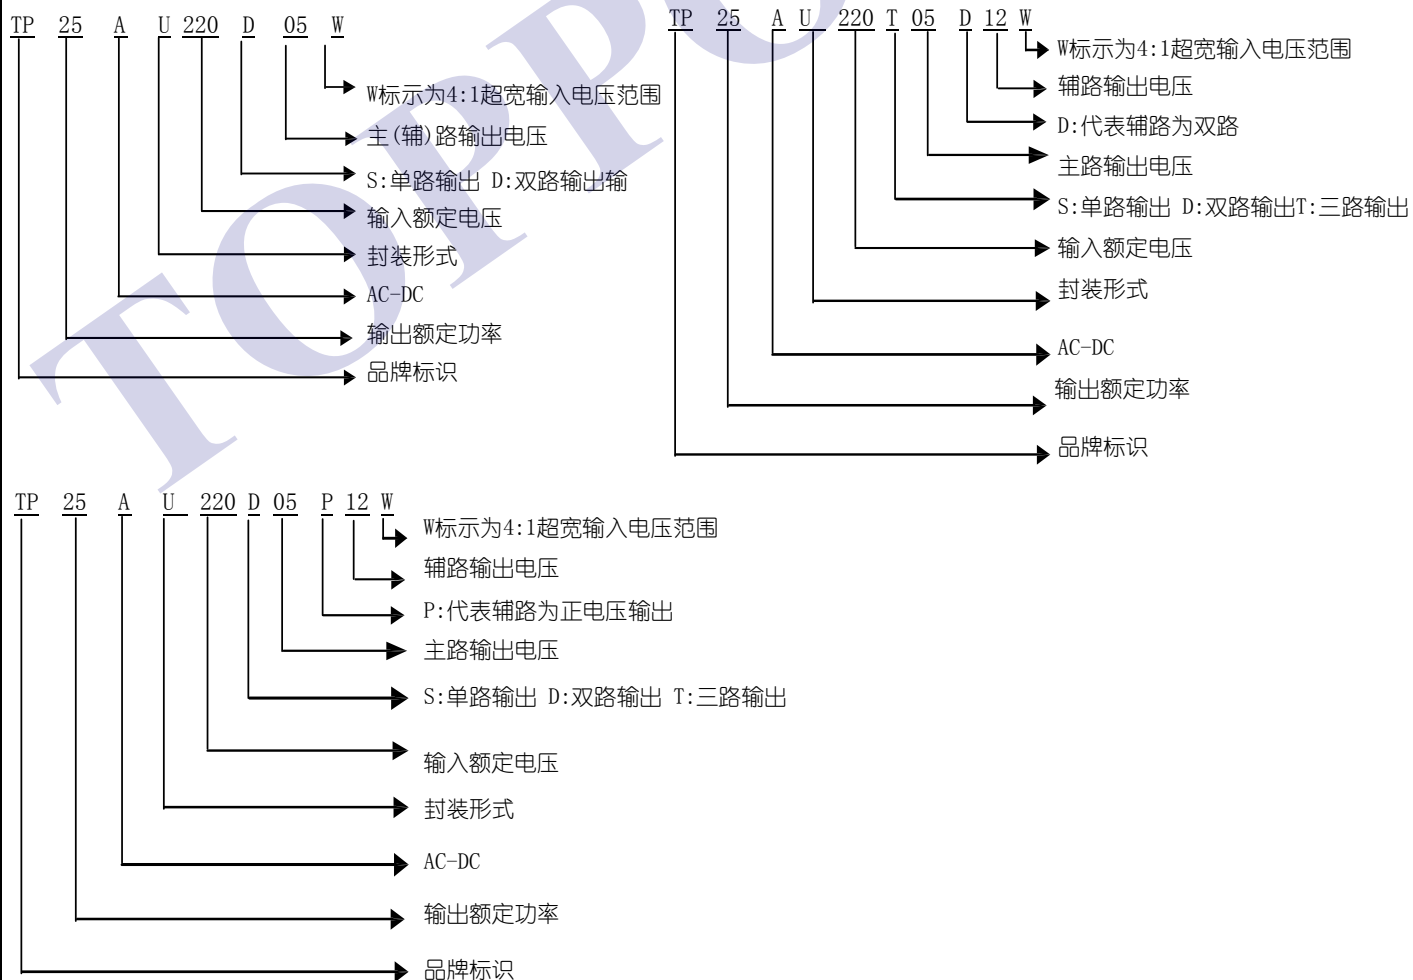 TP 25 A U 220 D 05 W
W标示为4:1超宽输入电压范围
主(辅)路输出电压
S:单路输出 D:双路输出输
输入额定电压
封装形式
AC-DC
输出额定功率
品牌标识
TP 25 A U 220 T 05 D 12 W
W标示为4:1超宽输入电压范围
辅路输出电压
D:代表辅路为双路
主路输出电压
S:单路输出 D:双路输出T:三路输出
输入额定电压
封装形式
AC-DC
输出额定功率
品牌标识
TP 25 A U 220 D 05 P 12 W
W标示为4:1超宽输入电压范围
辅路输出电压
P:代表辅路为正电压输出
主路输出电压
S:单路输出 D:双路输出 T:三路输出
输入额定电压
封装形式
AC-DC
输出额定功率
品牌标识
TOPPO